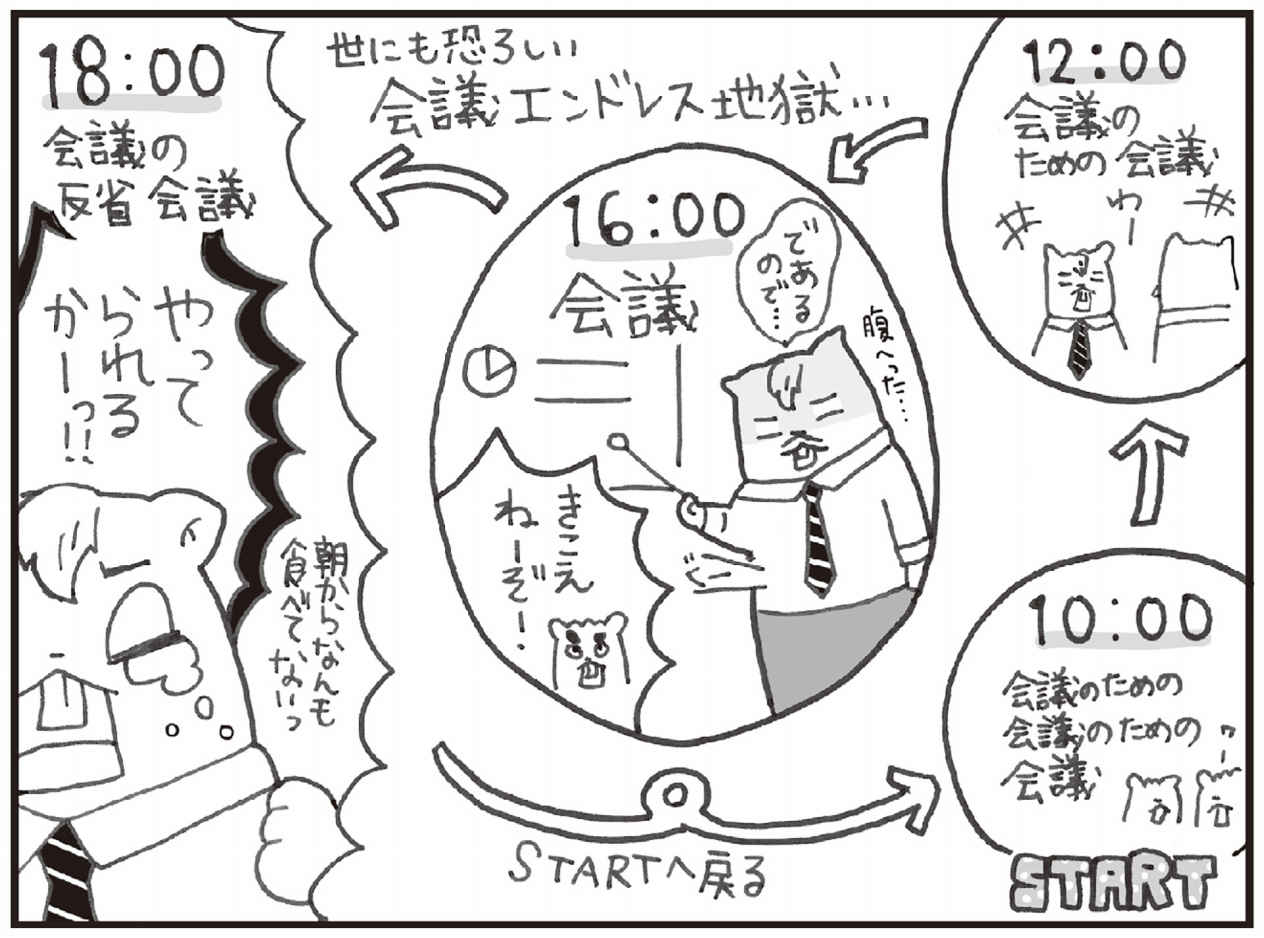 世にも恐ろしい
会議エンドレス地獄…
START
10:00
会議のための
会議のための
会議
12:00
会議の
ための会議
わー
16:00
会議
である
ので…
腹へった…
ぐー
きこえ
ねーぞー!
18:00
会議の
反省会議
やって
られる
かーっ!!
朝からなんも
食べてないっ
STARTへ戻る